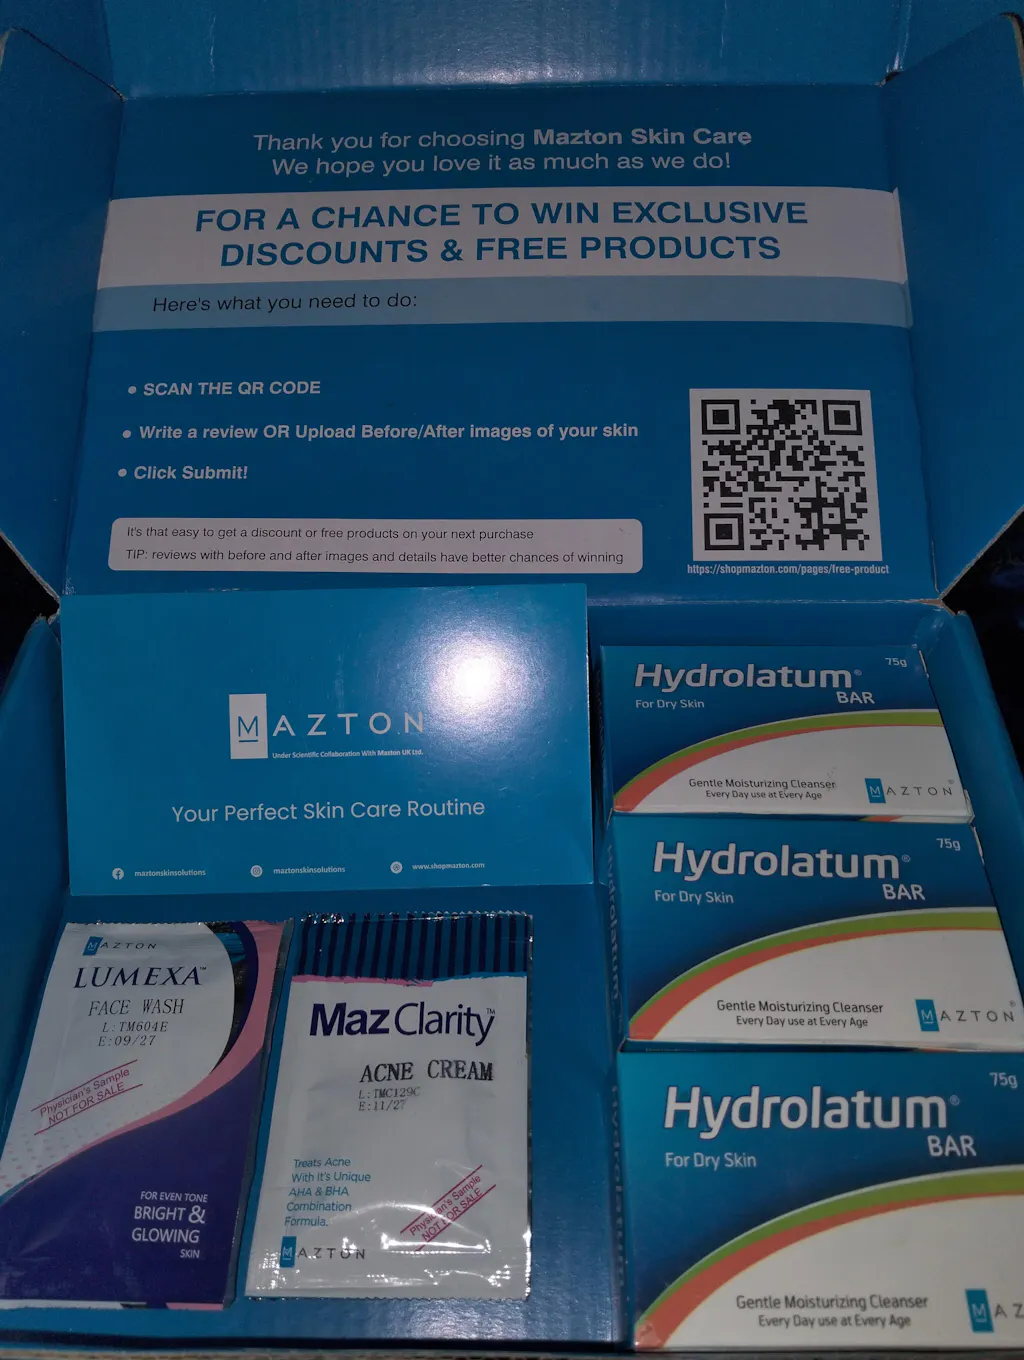 Thank you for choosing Mazton Skin Care
We hope you love it as much as we do!
FOR A CHANCE TO WIN EXCLUSIVE
DISCOUNTS & FREE PRODUCTS
Here's what you need to do:
• SCAN THE QR CODE
• Write a review OR Upload Before/After images of your skin
• Click Submit!
It's that easy to get a discount or free products on your next purchase
TIP: reviews with before and after images and details have better chances of winning
https://shopmazton.com/pages/free-product
MAZTON
Under Scientific Collaboration With Maxton UK Ltd.
Your Perfect Skin Care Routine
maztonskinsolutions
maztonskinsolutions
www.shopmazton.com
75g
Hydrolatum®
BAR
For Dry Skin
Gentle Moisturizing Cleanser
Every Day use at Every Age
MAZTON®
75g
Hydrolatum®
BAR
For Dry Skin
Gentle Moisturizing Cleanser
Every Day use at Every Age
MAZTON®
75g
Hydrolatum®
BAR
For Dry Skin
Gentle Moisturizing Cleanser
Every Day use at Every Age
MAZ
MAZTON
LUMEXA™
FACE WASH
L:TM604E
E:09/27
Physician's Sample
NOT FOR SALE
FOR EVEN TONE
BRIGHT &
GLOWING
SKIN
MazClarity™
ACNE CREAM
L:TMC129C
E:11/27
Treats Acne
With it's Unique
AHA & BHA
Combination
Formula.
Physician's Sample
NOT FOR SALE
MAZTON